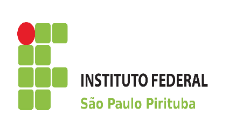 INSTITUTO FEDERAL
São Paulo Pirituba